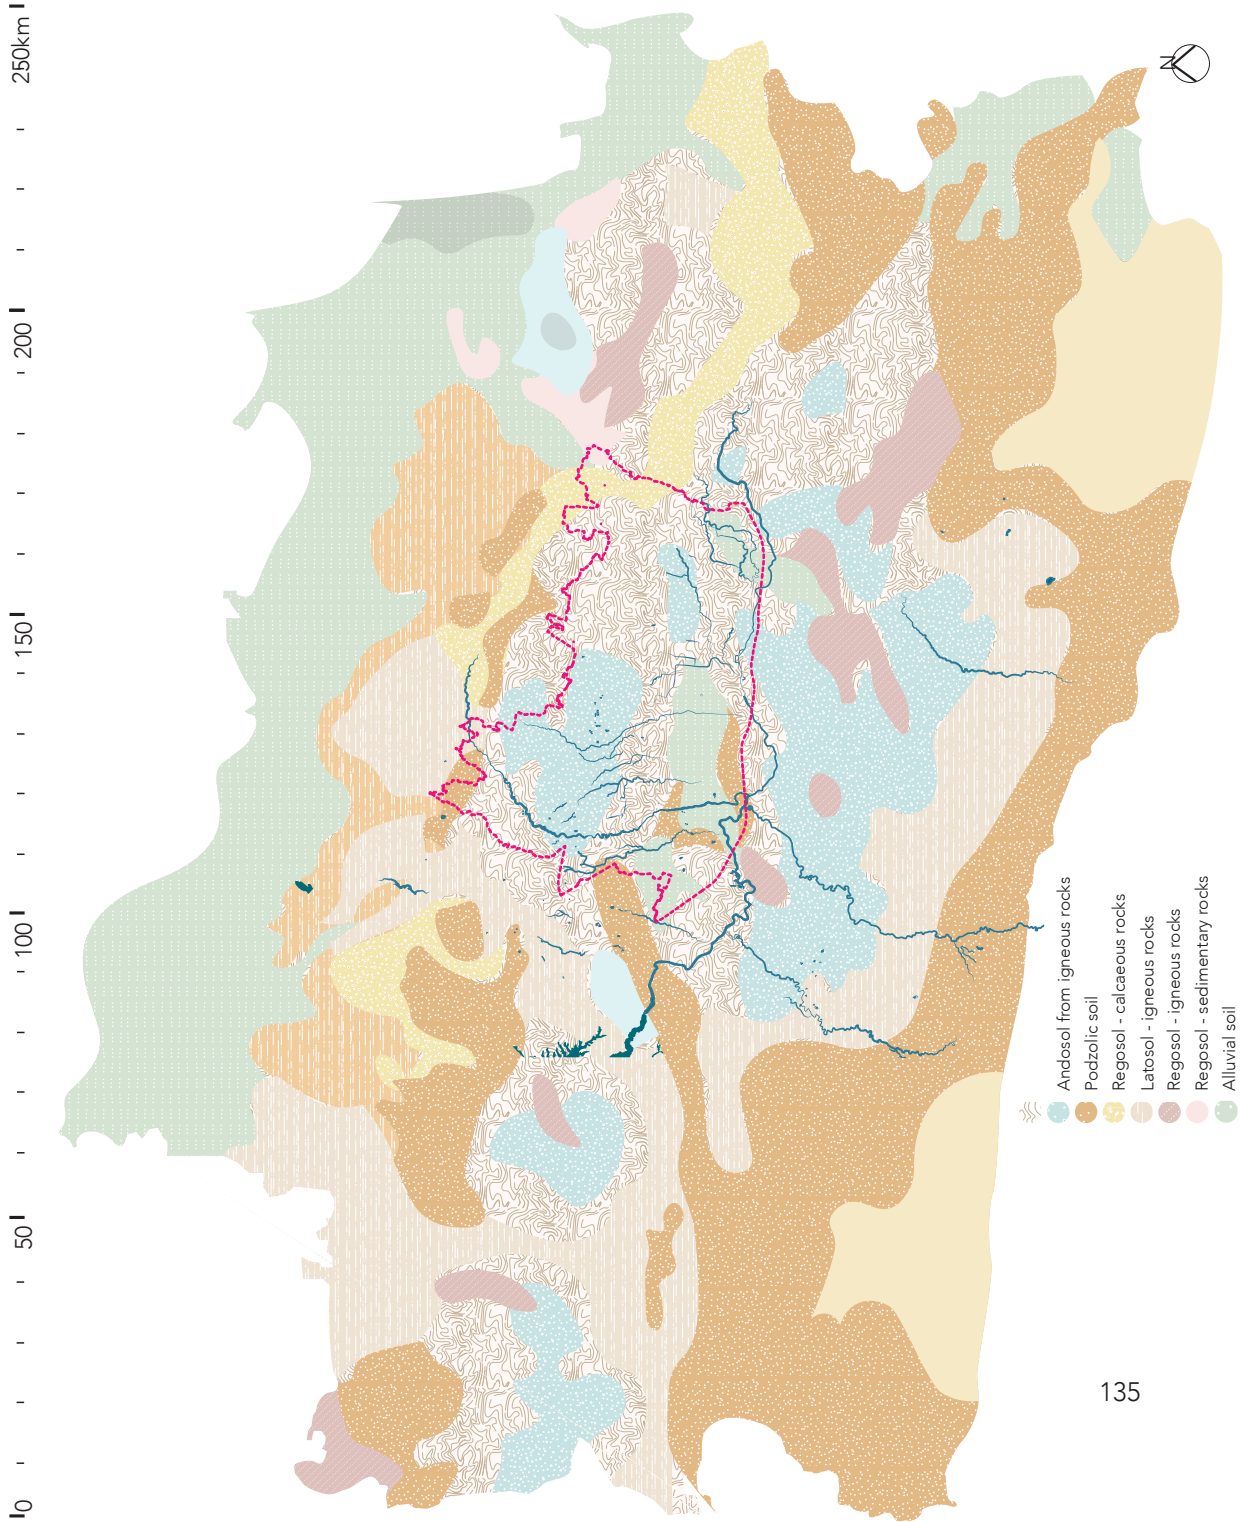 0
50
100
150
200
250km
N
Andosol from igneous rocks
Podzolic soil
Regosol - calcaeous rocks
Latosol - igneous rocks
Regosol - igneous rocks
Regosol - sedimentary rocks
Alluvial soil
135